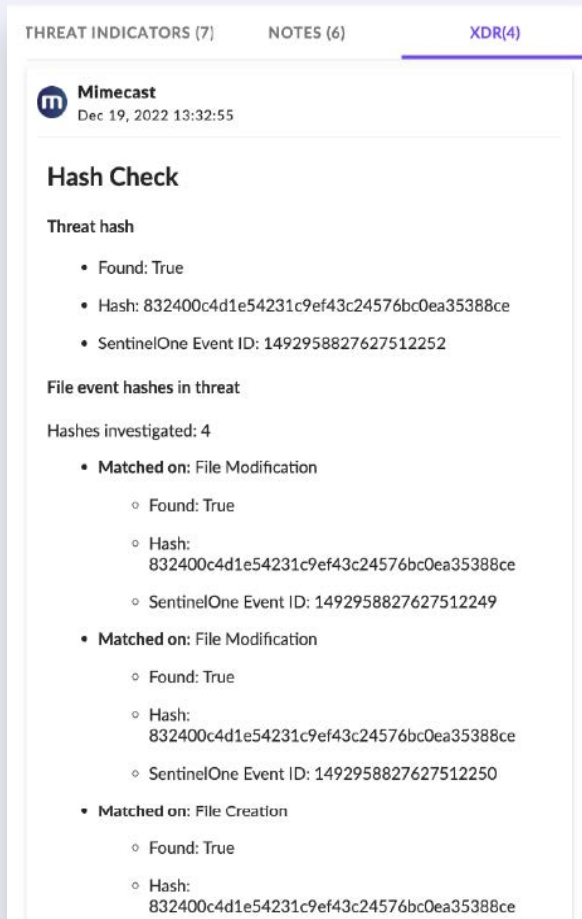 THREAT INDICATORS (7) NOTES (6) XDR(4)
m
Mimecast
Dec 19, 2022 13:32:55
Hash Check
Threat hash
• Found: True
• Hash: 832400c4d1e54231c9ef43c24576bc0ea35388ce
• SentinelOne Event ID: 1492958827627512252
File event hashes in threat
Hashes investigated: 4
• Matched on: File Modification
◦ Found: True
◦ Hash:
832400c4d1e54231c9ef43c24576bc0ea35388ce
◦ SentinelOne Event ID: 1492958827627512249
• Matched on: File Modification
◦ Found: True
◦ Hash:
832400c4d1e54231c9ef43c24576bc0ea35388ce
◦ SentinelOne Event ID: 1492958827627512250
• Matched on: File Creation
◦ Found: True
◦ Hash:
832400c4d1e54231c9ef43c24576bc0ea35388ce